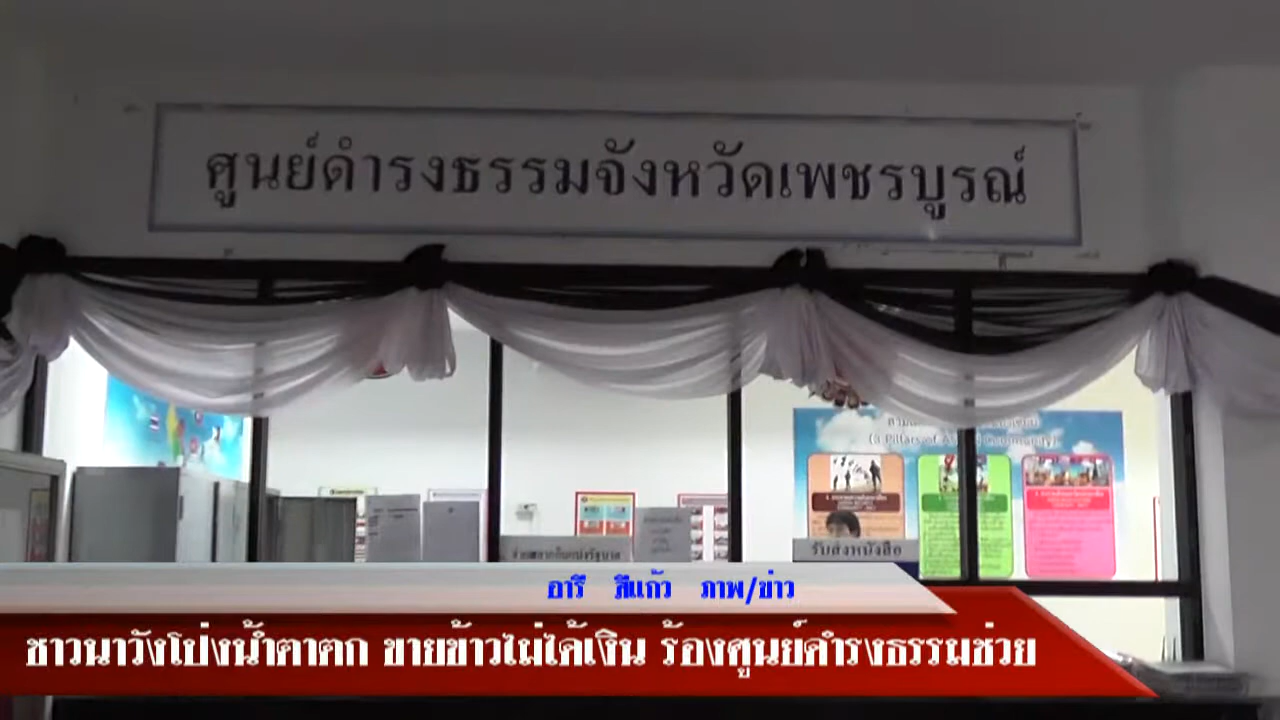 ศูนย์ดำรงธรรมจังหวัดเพชรบูรณ์
(3 Pillars of
รับส่งหนังสือ
อารี สีแก้ว ภาพ/ข่าว
ชาวนาวังโป่งน้ำตาตก ขายข้าวไม่ได้เงิน ร้องศูนย์ดำรงธรรมช่วย